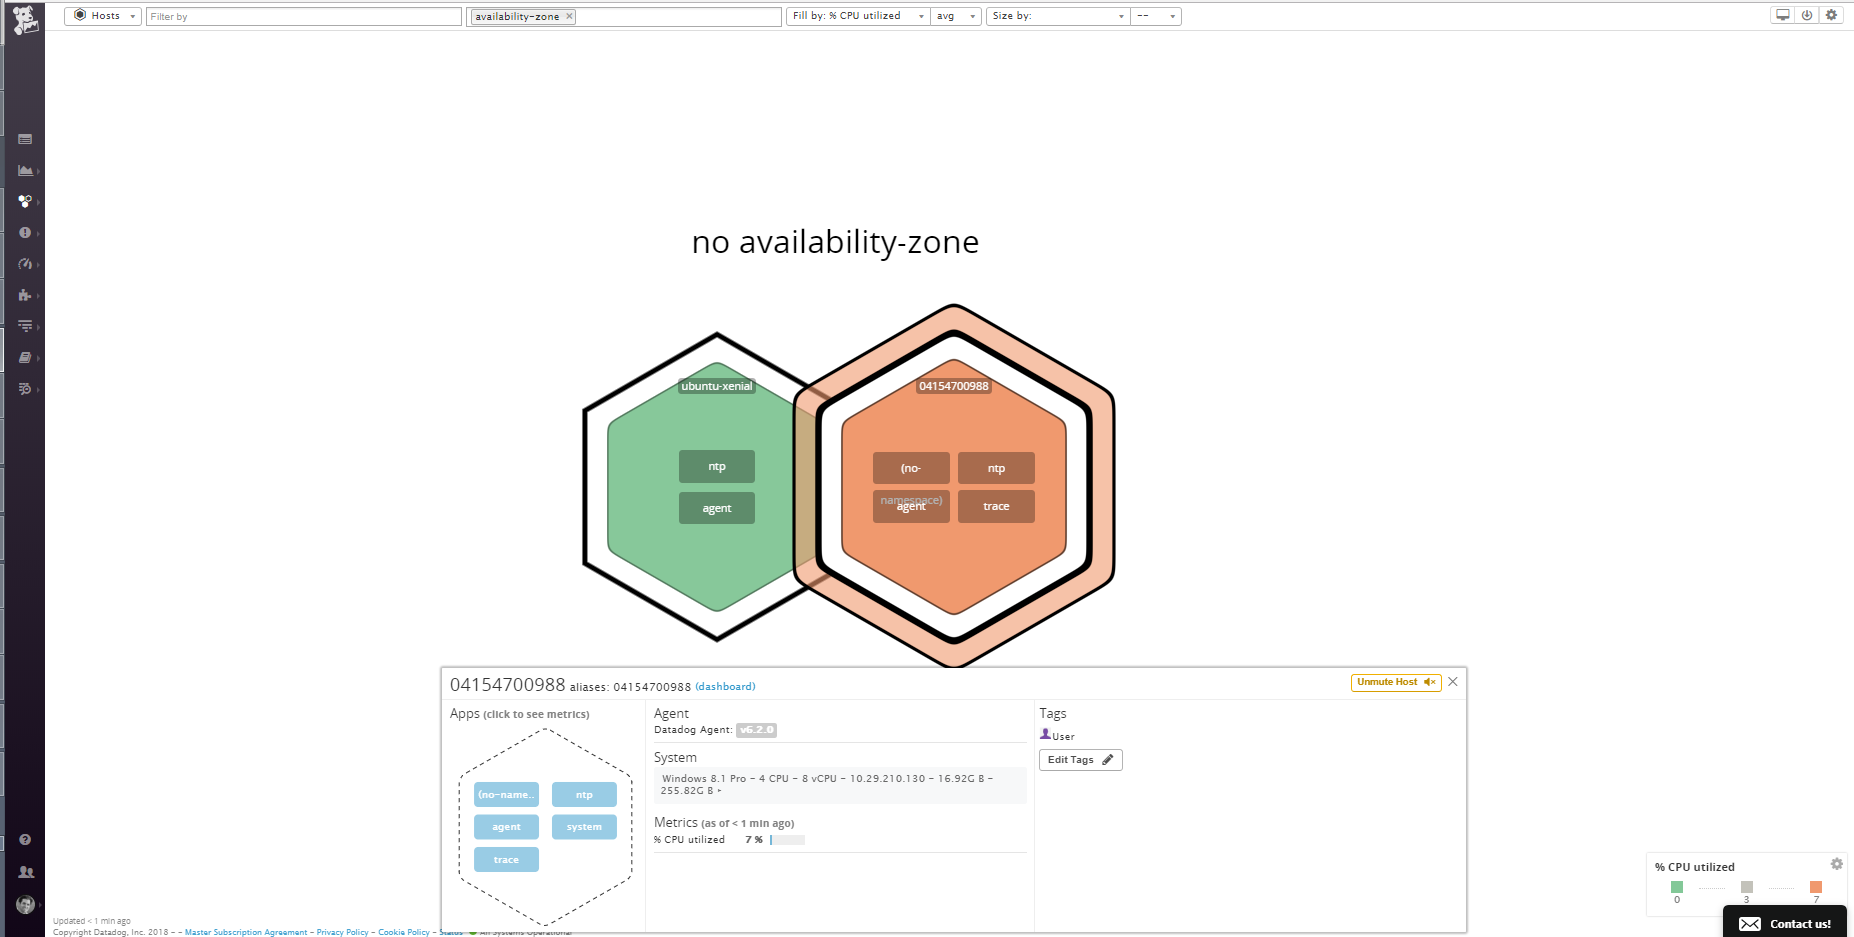 Hosts
Filter by
availability-zone ×
Fill by: % CPU utilized
avg
Size by:
--
no availability-zone
ubuntu-xenial
ntp
agent
04154700988
(no-
namespace)
ntp
agent
trace
04154700988 aliases: 04154700988 (dashboard)
Unmute Host
Apps (click to see metrics)
(no-name..
ntp
agent
system
trace
Agent
Datadog Agent: v6.2.0
System
Windows 8.1 Pro - 4 CPU - 8 vCPU - 10.29.210.130 - 16.92G B -
255.82G B
Metrics (as of < 1 min ago)
% CPU utilized 7 %
Tags
User
Edit Tags
% CPU utilized
0 3 7
Contact us!
Updated < 1 min ago
Copyright Datadog, Inc. 2018 - - Master Subscription Agreement - Privacy Policy - Cookie Policy - Status All Systems Operational